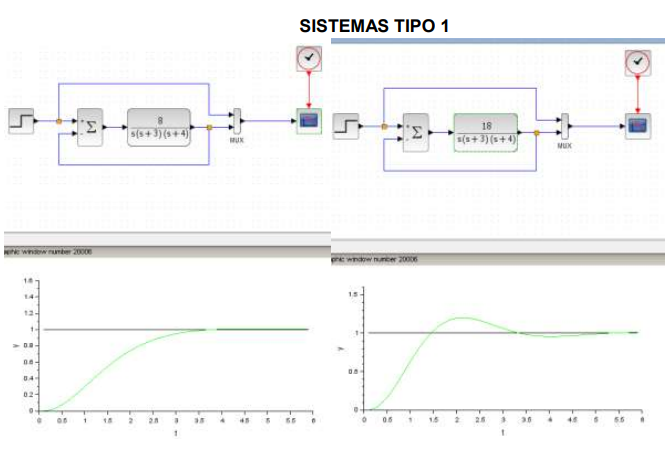 SISTEMAS TIPO 1
8
s(s+3)(s+4)
+
-
Σ
MUX
18
s(s+3)(s+4)
+
-
Σ
MUX
aphic window number 20006
1.6
1.4
1.2
1
0.8
0.6
0.4
0.2
0
y
0 0.5 1 1.5 2 2.5 3 3.5 4 4.5 5 5.5 6
t
aphic window number 20006
1.5
1
0.5
0
y
0 0.5 1 1.5 2 2.5 3 3.5 4 4.5 5 5.5 6
t